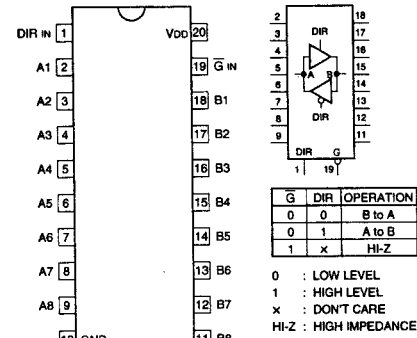 DIR IN 1
VDD 20
A1 2
19 G̅ IN
A2 3
18 B1
A3 4
17 B2
A4 5
16 B3
A5 6
15 B4
A6 7
14 B5
A7 8
13 B6
A8 9
12 B7
10 GND
11 B8
2 18
3 17
4 16
5 15
6 14
7 13
8 12
9 11
DIR
A B
DIR
DIR G
1 19
G̅ DIR OPERATION
0 0 B to A
0 1 A to B
1 × HI-Z
0 : LOW LEVEL
1 : HIGH LEVEL
× : DON'T CARE
HI-Z : HIGH IMPEDANCE